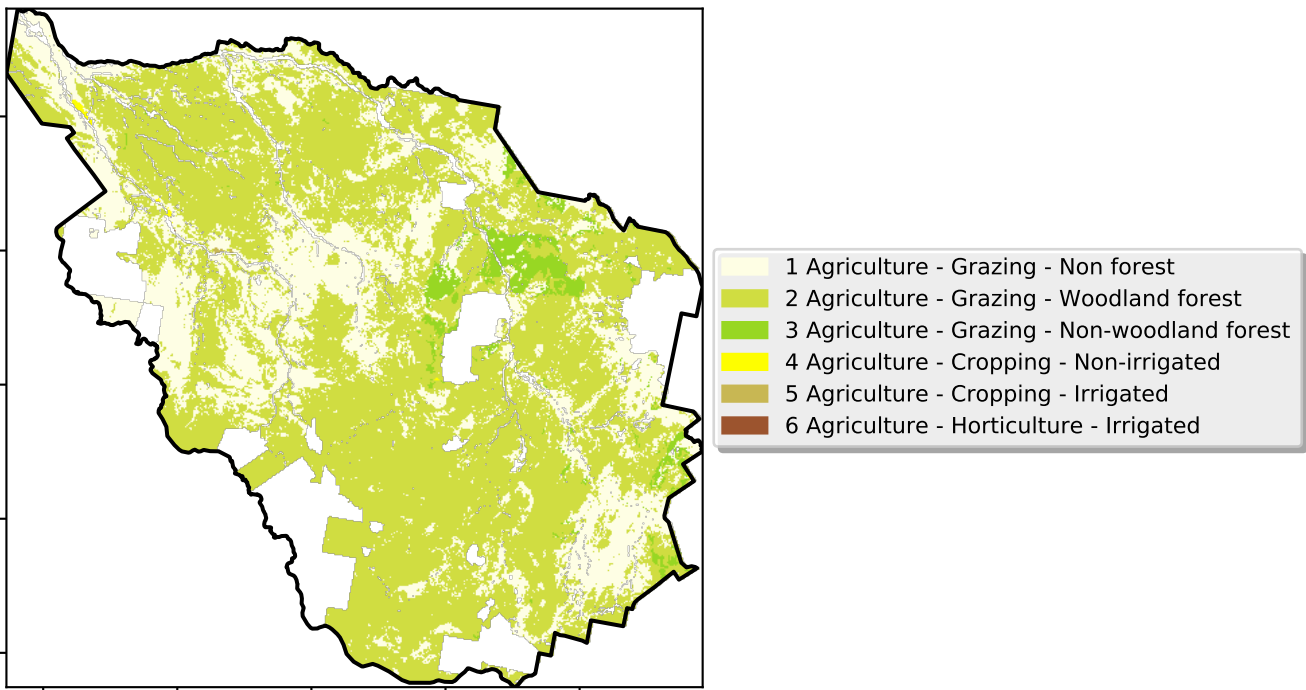 1 Agriculture - Grazing - Non forest
2 Agriculture - Grazing - Woodland forest
3 Agriculture - Grazing - Non-woodland forest
4 Agriculture - Cropping - Non-irrigated
5 Agriculture - Cropping - Irrigated
6 Agriculture - Horticulture - Irrigated